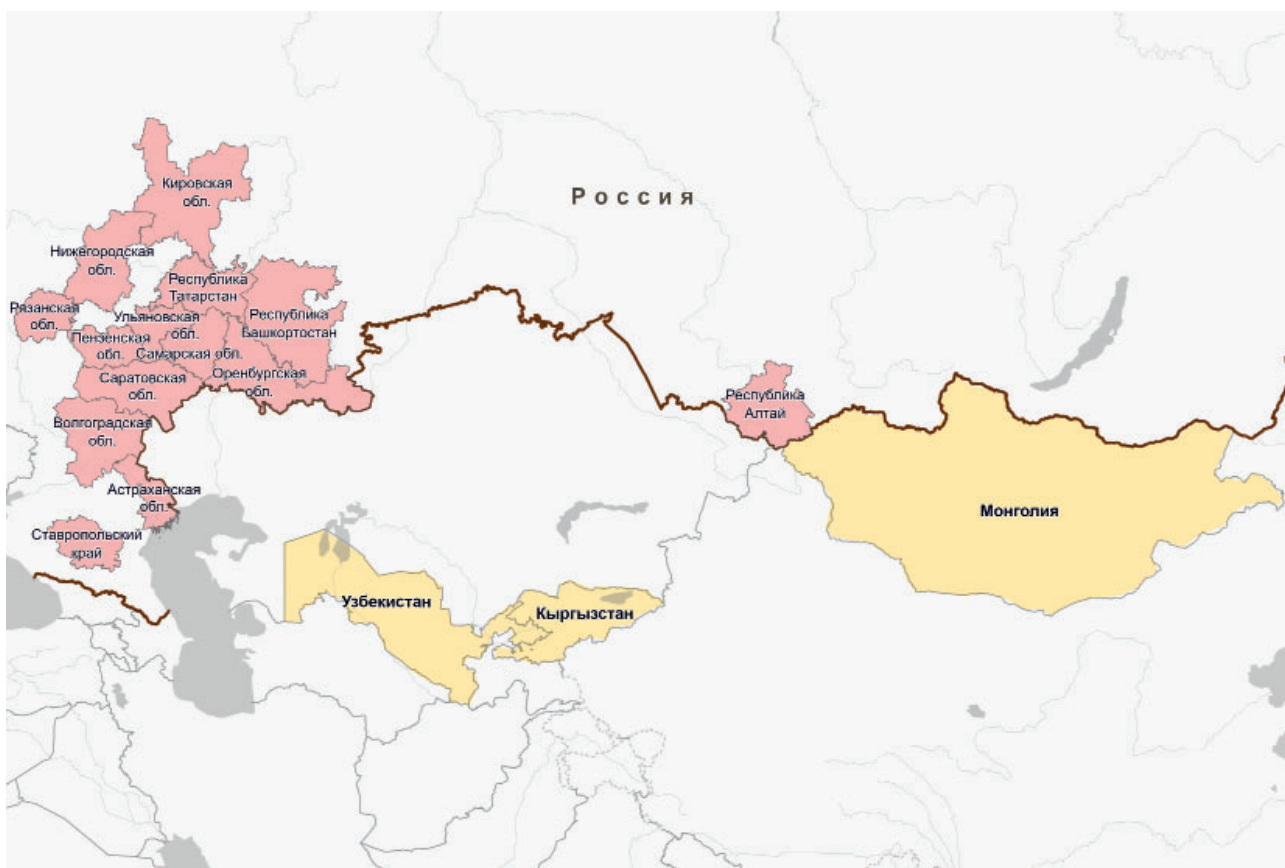 Кировская
обл.
Россия
Нижегородская
обл.
Республика
Татарстан
Рязанская
обл.
Ульяновская
обл.
Республика
Башкортостан
Пензенская
обл.
Самарская обл.
Саратовская
обл.
Оренбургская
обл.
Республика
Алтай
Волгоградская
обл.
Астраханская
обл.
Монголия
Ставропольский
край
Узбекистан
Кыргызстан